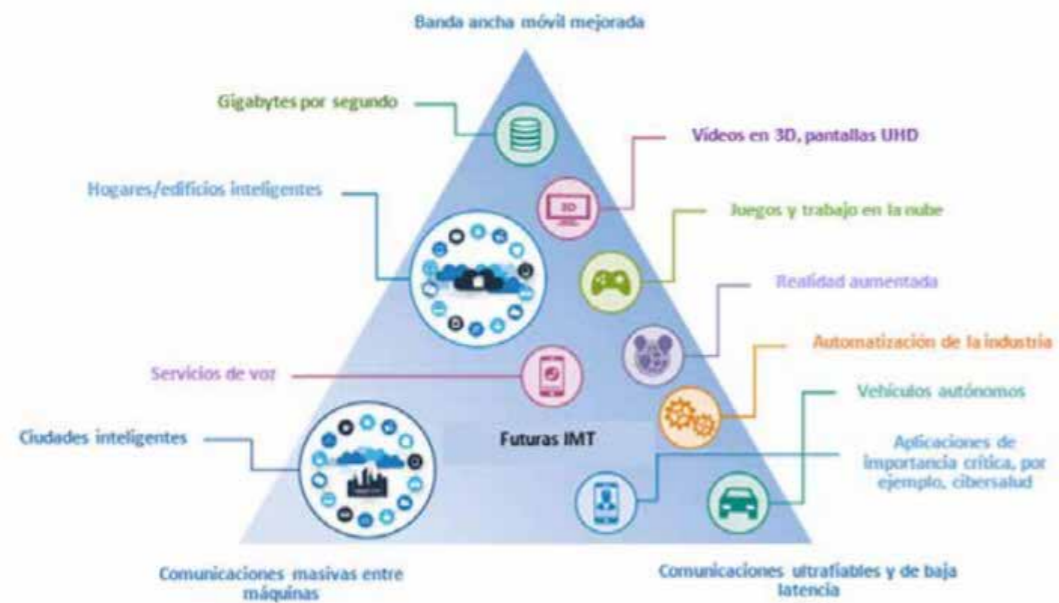 Banda ancha móvil mejorada
Gigabytes por segundo
Vídeos en 3D, pantallas UHD
Hogares/edificios inteligentes
3D
Juegos y trabajo en la nube
Realidad aumentada
Automatización de la industria
Servicios de voz
Vehículos autónomos
Ciudades inteligentes
Futuras IMT
Aplicaciones de
importancia crítica, por
ejemplo, cibersalud
Comunicaciones masivas entre
máquinas
Comunicaciones ultrafiables y de baja
latencia